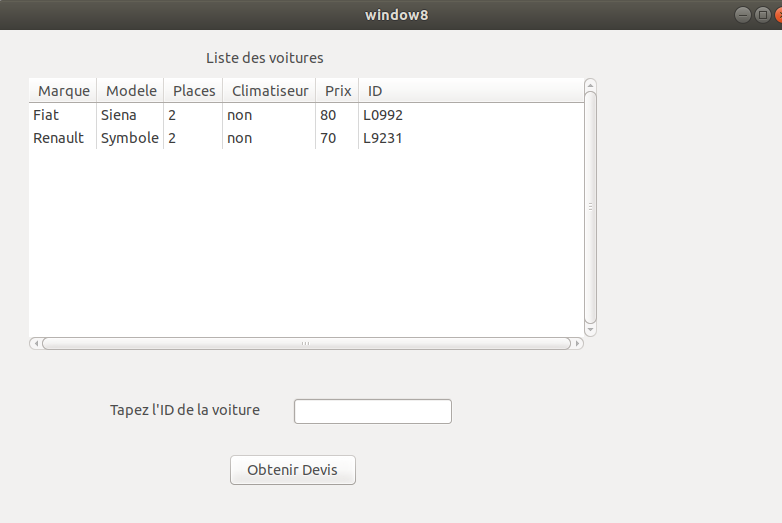 window8
Liste des voitures
Marque Modele Places Climatiseur Prix ID
Fiat Siena 2 non 80 L0992
Renault Symbole 2 non 70 L9231
Tapez l'ID de la voiture
Obtenir Devis